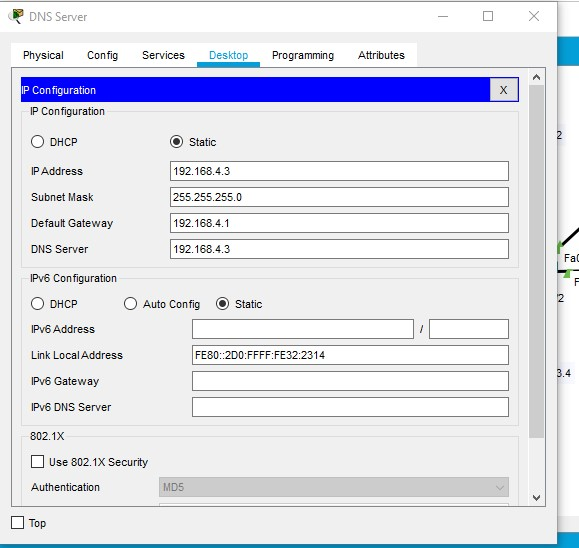 DNS Server
Physical Config Services Desktop Programming Attributes
IP Configuration X
IP Configuration
DHCP Static
IP Address 192.168.4.3
Subnet Mask 255.255.255.0
Default Gateway 192.168.4.1
DNS Server 192.168.4.3
IPv6 Configuration
DHCP Auto Config Static
IPv6 Address /
Link Local Address FE80::2D0:FFFF:FE32:2314
IPv6 Gateway
IPv6 DNS Server
802.1X
Use 802.1X Security
Authentication MD5
Top
2
Fa0
F
/2
3.4